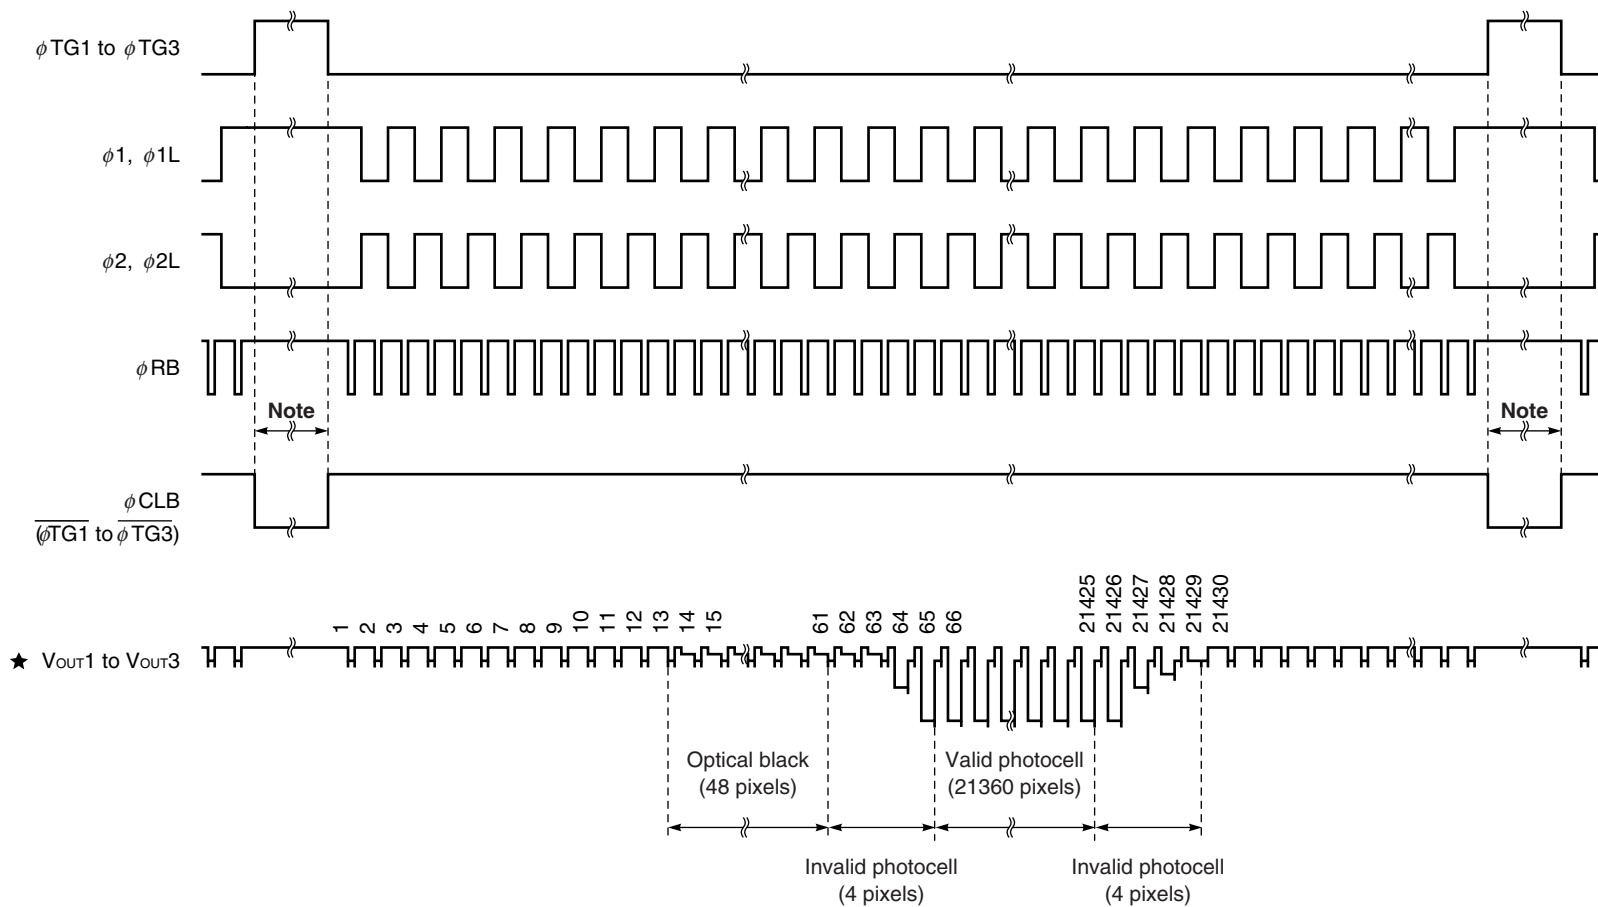 φTG1 to φTG3
φ1, φ1L
φ2, φ2L
φRB
Note
Note
φCLB
(φTG1 to φTG3)
1 2 3 4 5 6 7 8 9 10 11 12 13 14 15 61 62 63 64 65 66 21425 21426 21427 21428 21429 21430
★ VOUT1 to VOUT3
Optical black
(48 pixels)
Valid photocell
(21360 pixels)
Invalid photocell
(4 pixels)
Invalid photocell
(4 pixels)